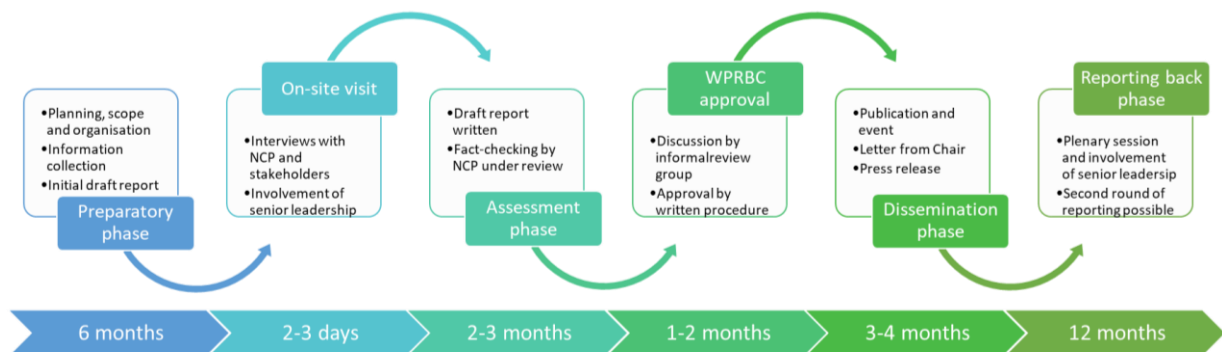 •Planning, scope
and organisation
•Information
collection
•Initial draft report
Preparatory
phase
On-site visit
•Interviews with
NCP and
stakeholders
•Involvement of
senior leadership
•Draft report
written
•Fact-checking by
NCP under review
Assessment
phase
WPRBC
approval
•Discussion by
informalreview
group
•Approval by
written procedure
•Publication and
event
•Letter from Chair
•Press release
Dissemination
phase
Reporting back
phase
•Plenary session
and involvement
of senior leadersip
•Second round of
reporting possible
6 months
2-3 days
2-3 months
1-2 months
3-4 months
12 months